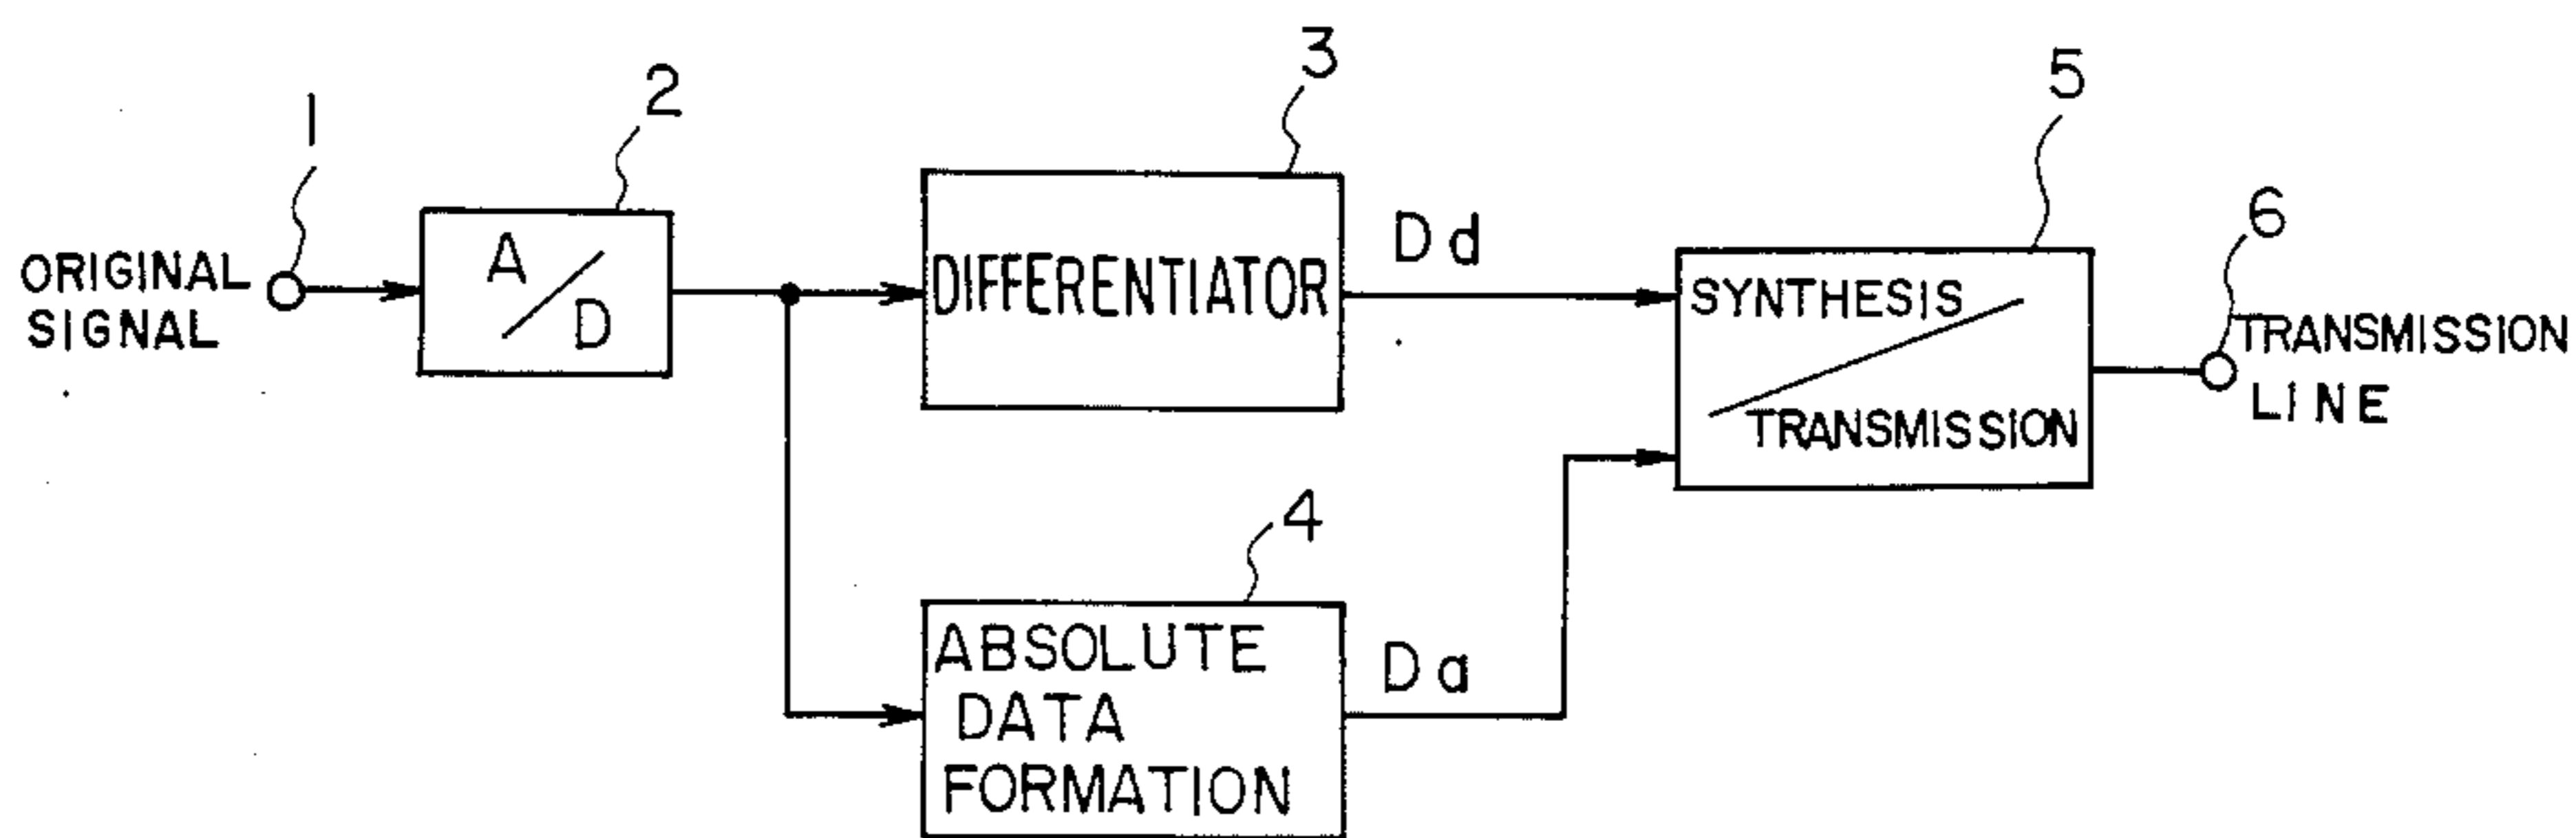 1
2
3
5
6
ORIGINAL
SIGNAL
A
D
DIFFERENTIATOR
Dd
SYNTHESIS
TRANSMISSION
TRANSMISSION
LINE
4
ABSOLUTE
DATA
FORMATION
Da